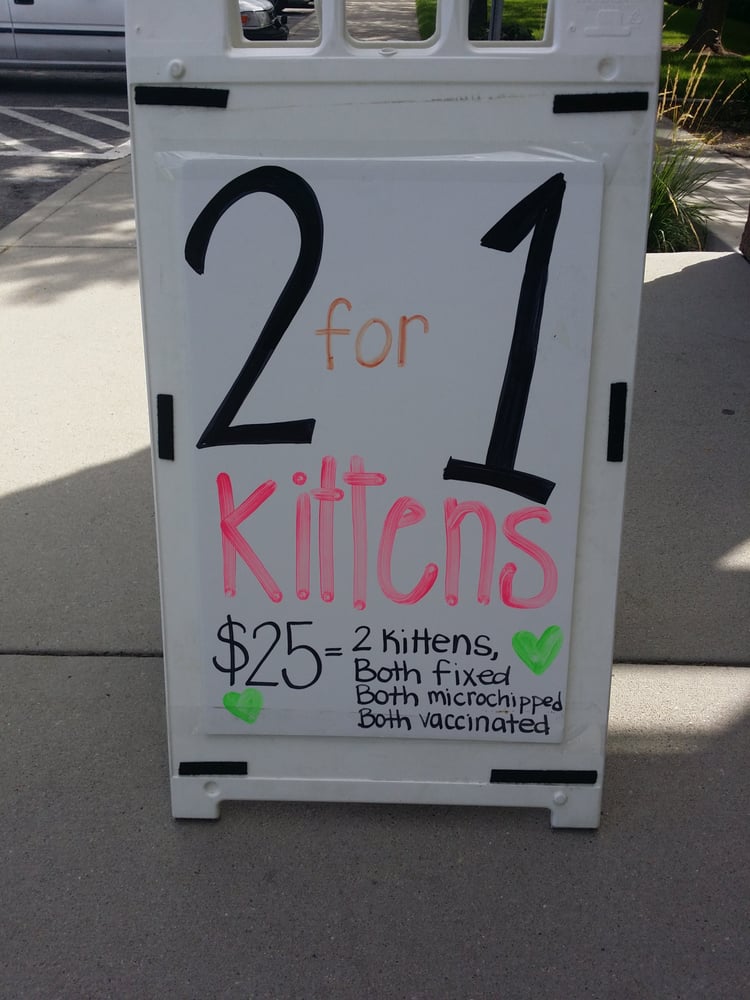 2 for 1
Kittens
$25 = 2 Kittens,
Both fixed
Both microchipped
Both vaccinated